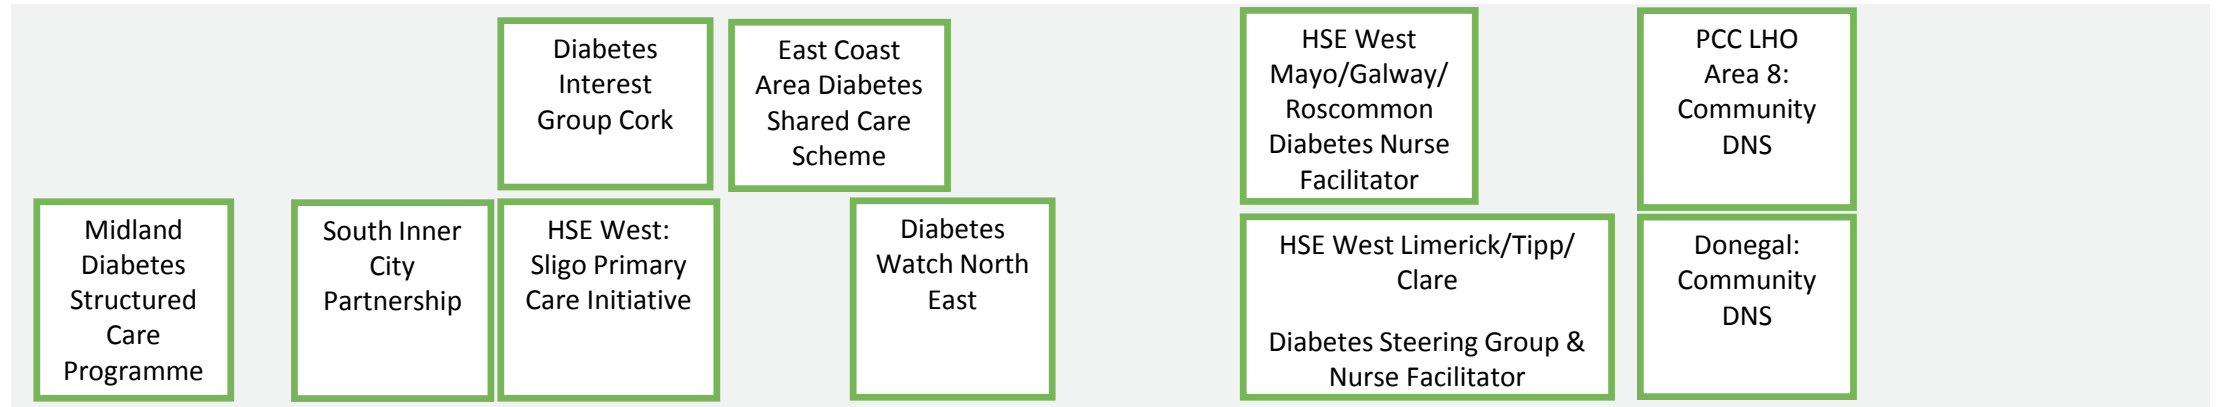 Diabetes
Interest
Group Cork
East Coast
Area Diabetes
Shared Care
Scheme
HSE West
Mayo/Galway/
Roscommon
Diabetes Nurse
Facilitator
PCC LHO
Area 8:
Community
DNS
Midland
Diabetes
Structured
Care
Programme
South Inner
City
Partnership
HSE West:
Sligo Primary
Care Initiative
Diabetes
Watch North
East
HSE West Limerick/Tipp/
Clare
Diabetes Steering Group &
Nurse Facilitator
Donegal:
Community
DNS